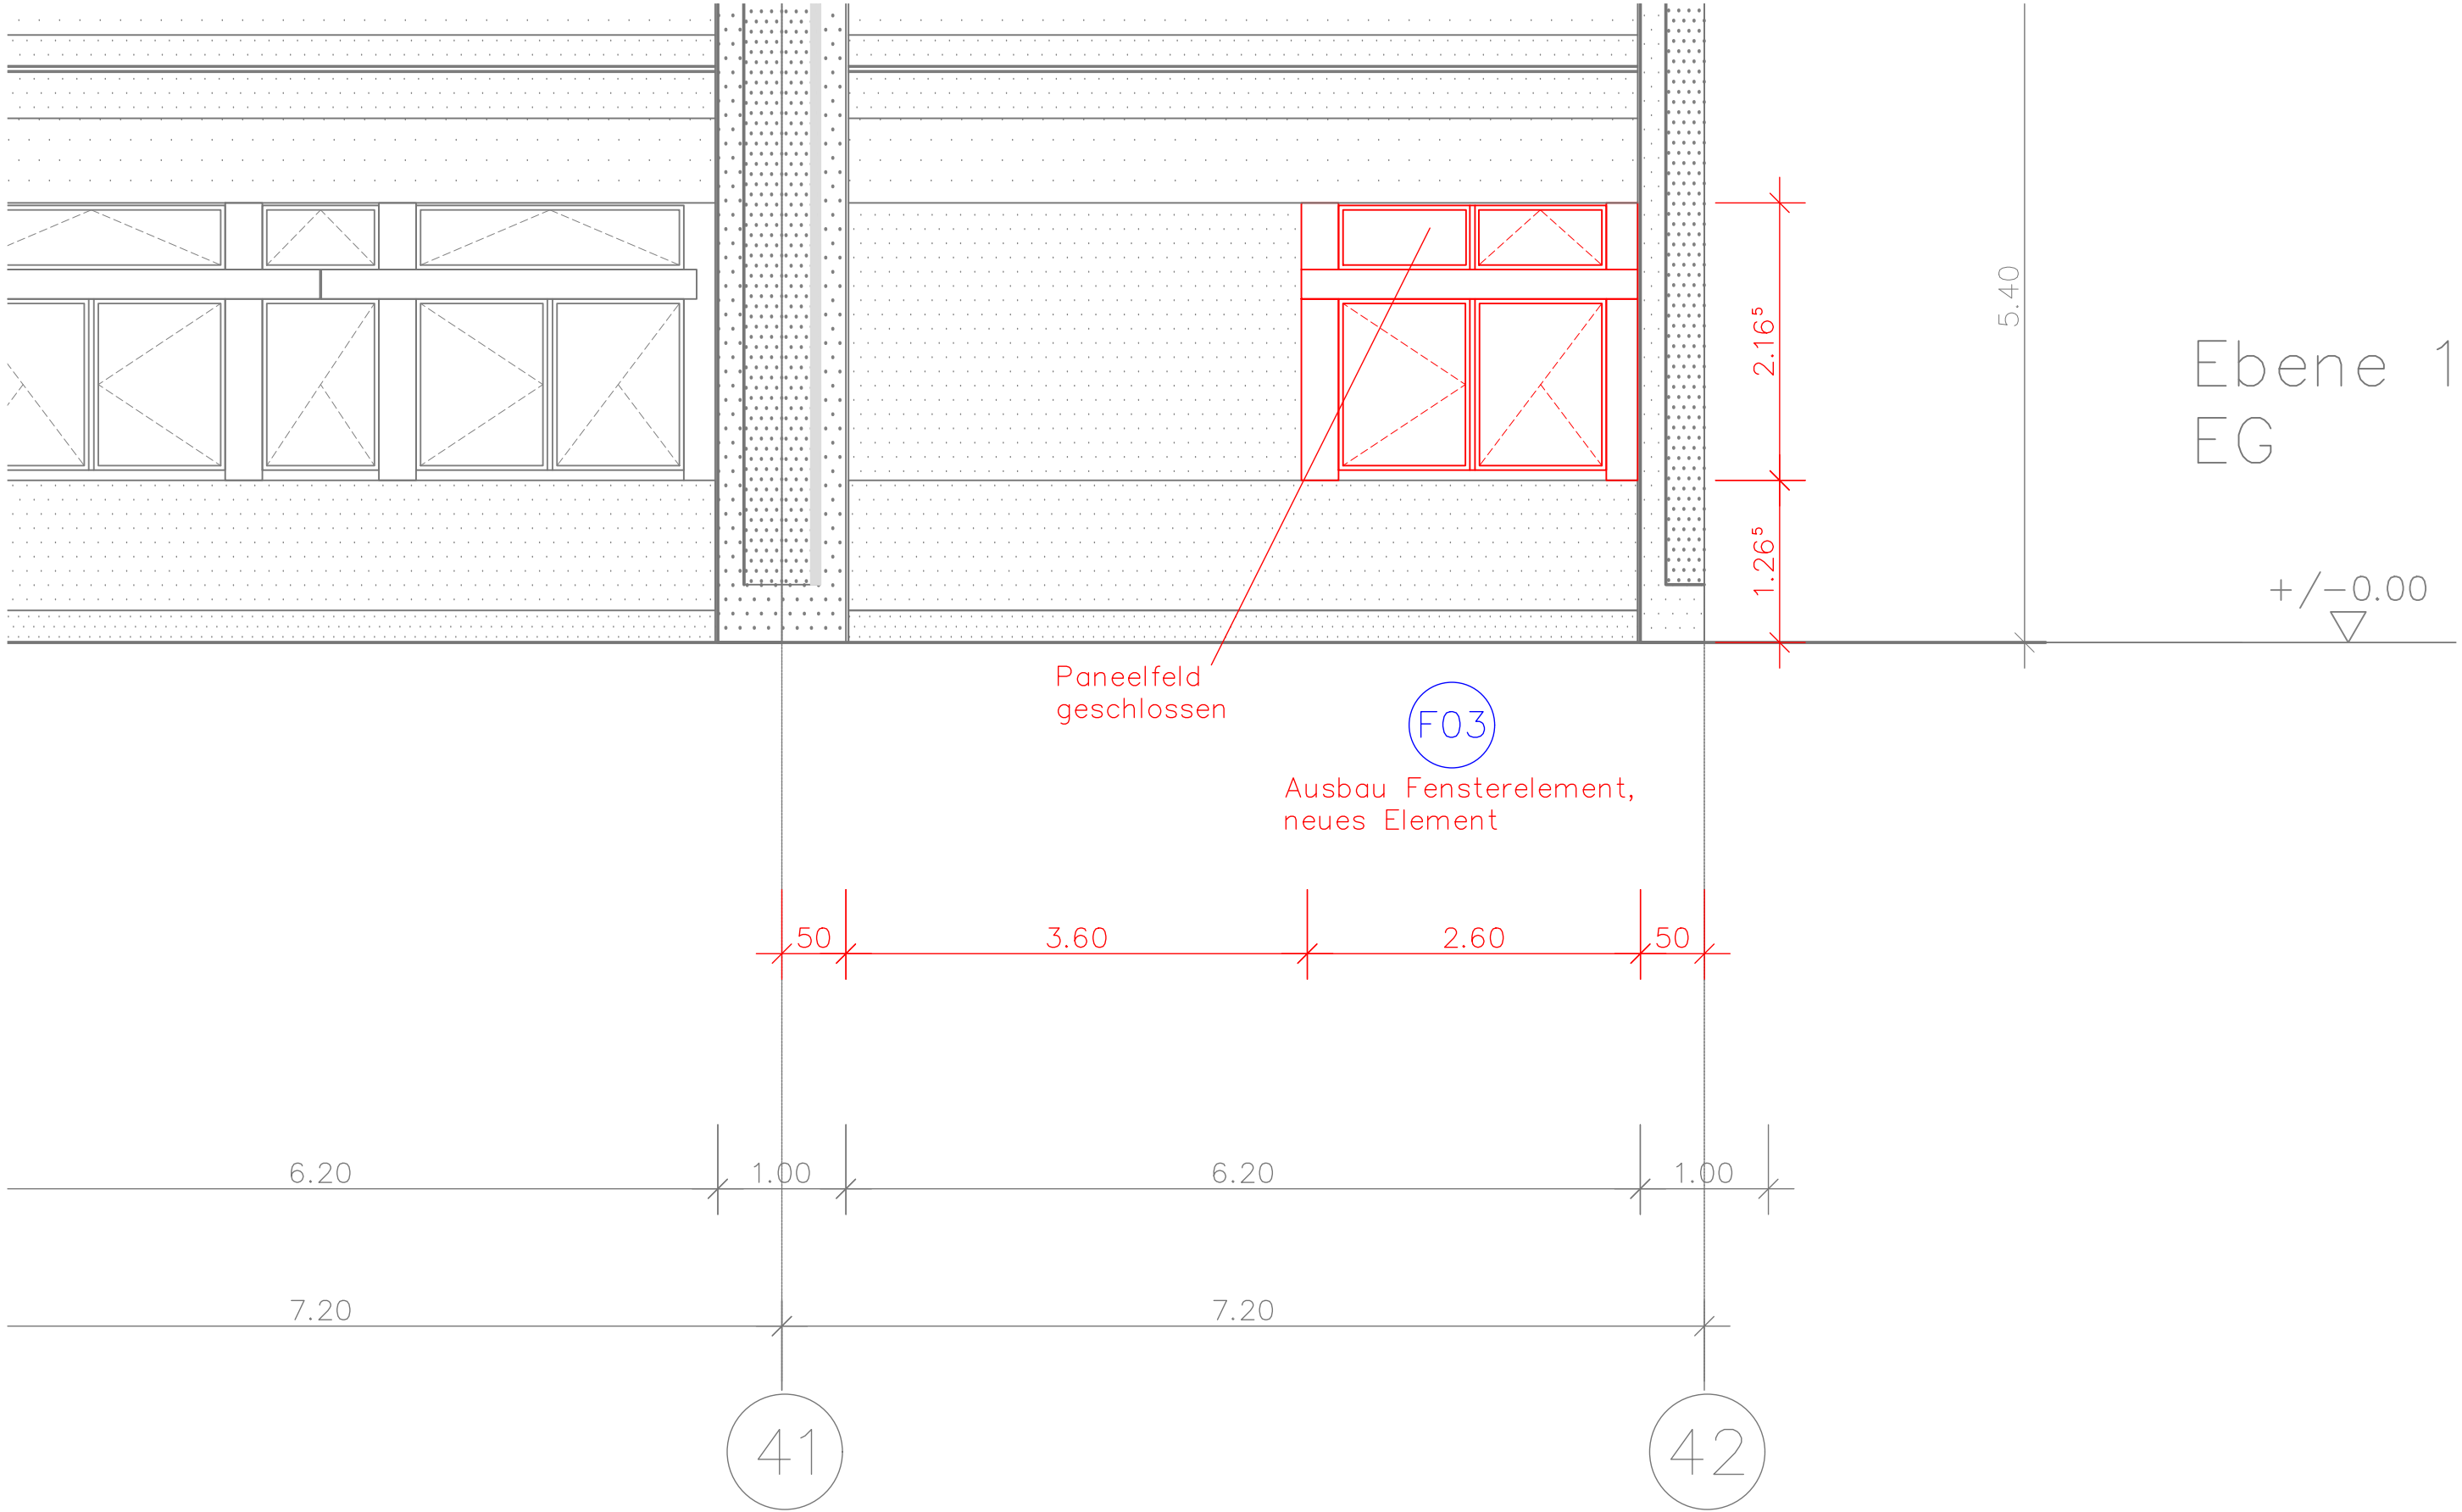 5.40
2.16⁵
Ebene 1
EG
1.26⁵
+/-0.00
Paneelfeld
geschlossen
F03
Ausbau Fensterelement,
neues Element
50 3.60 2.60 50
6.20 1.00 6.20 1.00
7.20 7.20
41 42